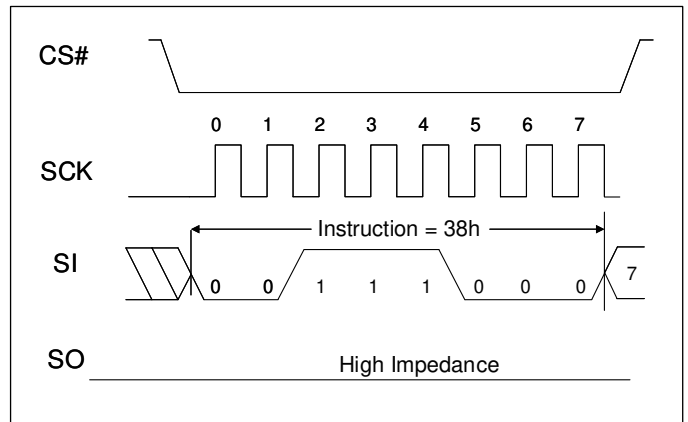 CS#
0 1 2 3 4 5 6 7
SCK
Instruction = 38h
SI
0 0 1 1 1 0 0 0 7
SO
High Impedance